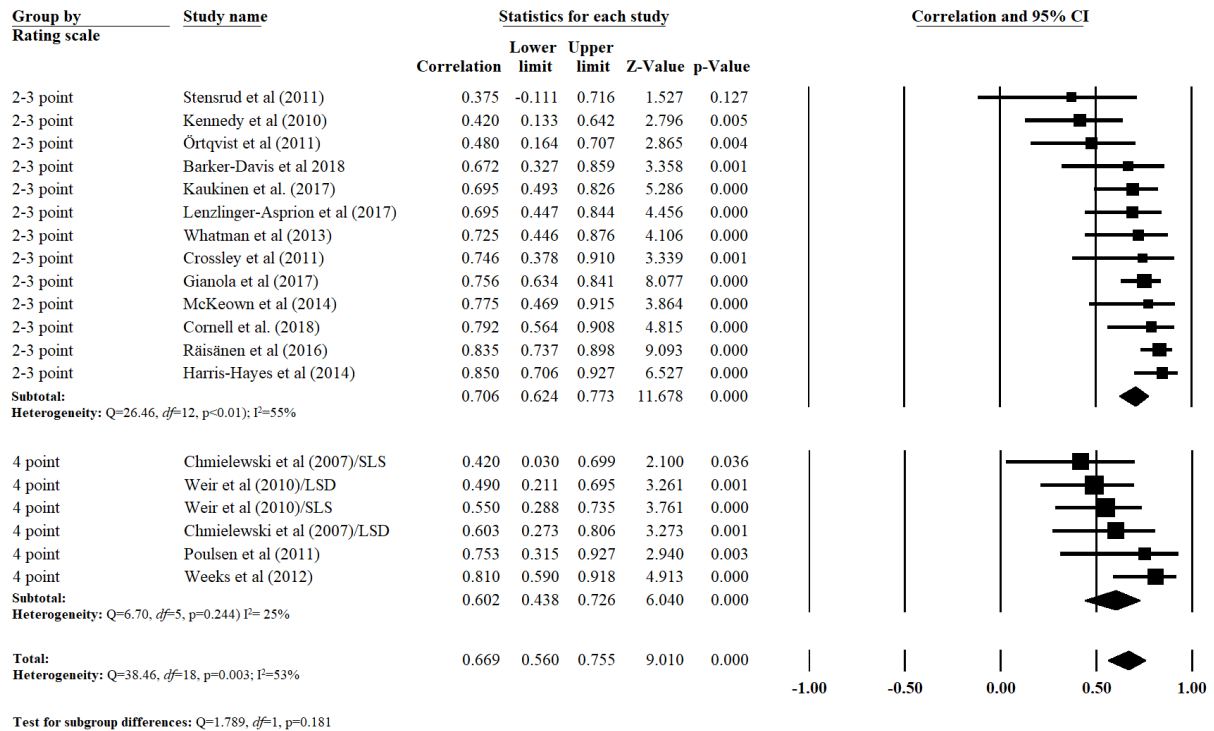 Group by Study name Statistics for each study Correlation and 95% CI
Rating scale
Lower Upper
Correlation limit limit Z-Value p-Value
2-3 point Stensrud et al (2011) 0.375 -0.111 0.716 1.527 0.127
2-3 point Kennedy et al (2010) 0.420 0.133 0.642 2.796 0.005
2-3 point Örtqvist et al (2011) 0.480 0.164 0.707 2.865 0.004
2-3 point Barker-Davis et al 2018 0.672 0.327 0.859 3.358 0.001
2-3 point Kaukinen et al. (2017) 0.695 0.493 0.826 5.286 0.000
2-3 point Lenzlinger-Asprion et al (2017) 0.695 0.447 0.844 4.456 0.000
2-3 point Whatman et al (2013) 0.725 0.446 0.876 4.106 0.000
2-3 point Crossley et al (2011) 0.746 0.378 0.910 3.339 0.001
2-3 point Gianola et al (2017) 0.756 0.634 0.841 8.077 0.000
2-3 point McKeown et al (2014) 0.775 0.469 0.915 3.864 0.000
2-3 point Cornell et al. (2018) 0.792 0.564 0.908 4.815 0.000
2-3 point Räisänen et al (2016) 0.835 0.737 0.898 9.093 0.000
2-3 point Harris-Hayes et al (2014) 0.850 0.706 0.927 6.527 0.000
Subtotal: 0.706 0.624 0.773 11.678 0.000
Heterogeneity: Q=26.46, df=12, p<0.01); I²=55%
4 point Chmielewski et al (2007)/SLS 0.420 0.030 0.699 2.100 0.036
4 point Weir et al (2010)/LSD 0.490 0.211 0.695 3.261 0.001
4 point Weir et al (2010)/SLS 0.550 0.288 0.735 3.761 0.000
4 point Chmielewski et al (2007)/LSD 0.603 0.273 0.806 3.273 0.001
4 point Poulsen et al (2011) 0.753 0.315 0.927 2.940 0.003
4 point Weeks et al (2012) 0.810 0.590 0.918 4.913 0.000
Subtotal: 0.602 0.438 0.726 6.040 0.000
Heterogeneity: Q=6.70, df=5, p=0.244) I²= 25%
Total: 0.669 0.560 0.755 9.010 0.000
Heterogeneity: Q=38.46, df=18, p=0.003; I²=53%
-1.00 -0.50 0.00 0.50 1.00
Test for subgroup differences: Q=1.789, df=1, p=0.181